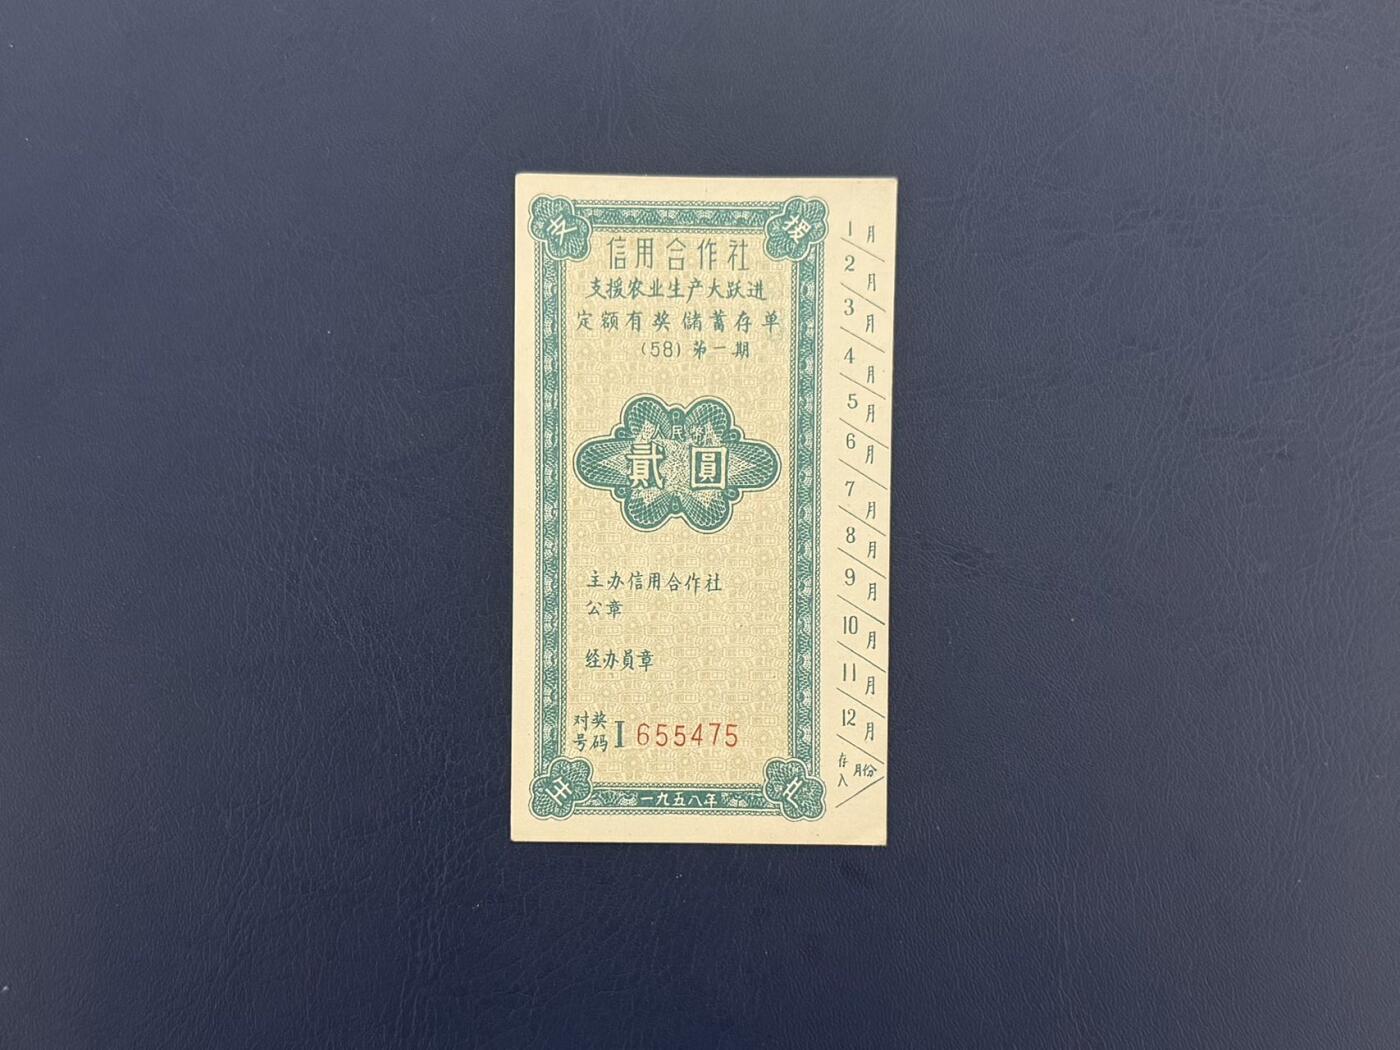 支 援
信用合作社
支援农业生产大跃进
定额有奖储蓄存单
(58)第一期
人民币
貳圓
主办信用合作社
公章
经办员章
对奖
号码 I 655475
生 产
一九五八年
1月
2月
3月
4月
5月
6月
7月
8月
9月
10月
11月
12月
存入月份